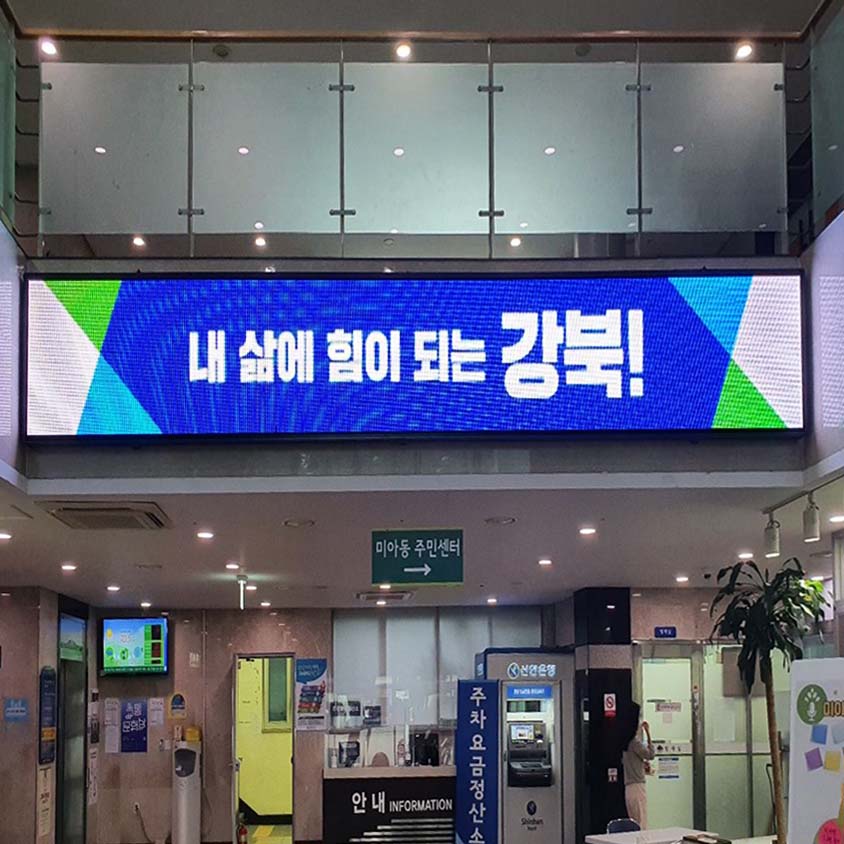 내 삶에 힘이 되는 강북!
미아동 주민센터
→
신한은행
주차요금정산소
안내 INFORMATION
Shinhan